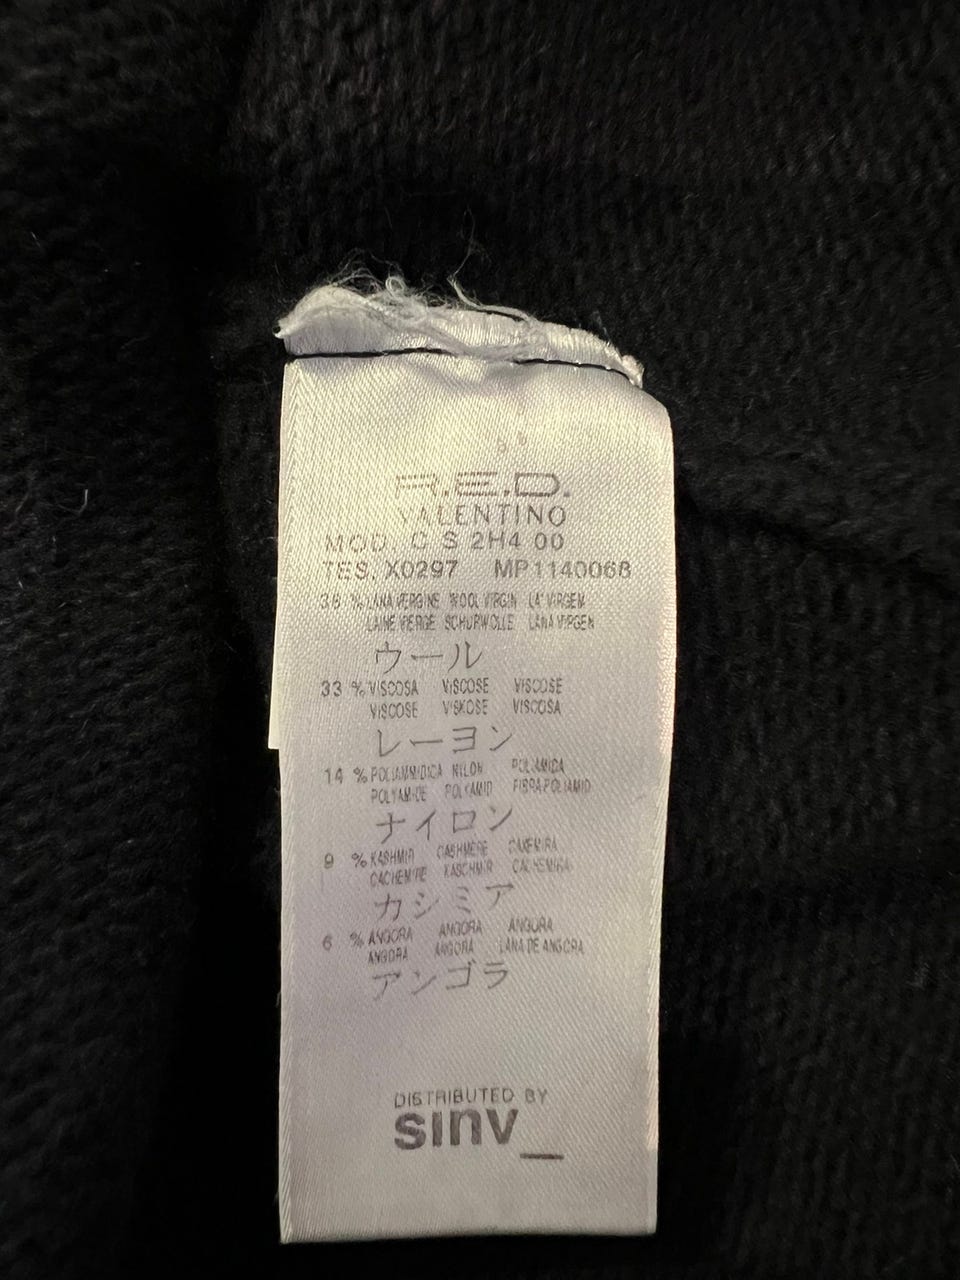 R.E.D.
VALENTINO
MOD. C S 2H4 00
TES. X0297 MP1140068
% LANA VERGINE WOOL VIRGIN LA' VIRGEM
LAINE VIERGE SCHURWOLLE LANA VIRGEN
ウール
33 % VISCOSA VISCOSE VISCOSE
VISCOSE VISKOSE VISCOSA
レーヨン
14 % POLIAMMIDICA NILON POLIAMIDA
POLYAMIDE POLYAMID FIBRA POLIAMID
ナイロン
9 % KASHMIR CASHMERE CAXEMIRA
CACHEMIRE KASCHMIR CACHEMIRA
カシミア
6 % ANGORA ANGORA ANGORA
ANGORA ANGORA LANA DE ANGORA
アンゴラ
DISTRIBUTED BY
sinv_